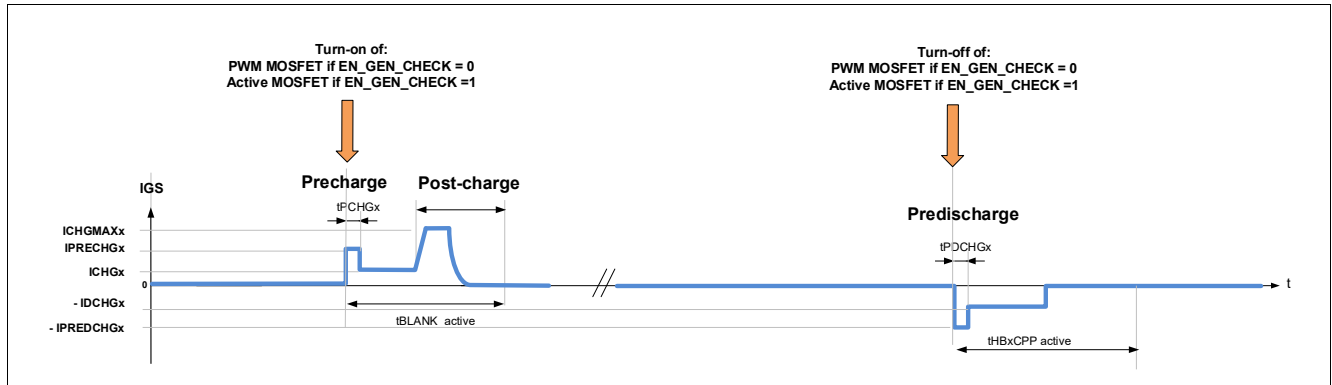 Turn-on of:
PWM MOSFET if EN_GEN_CHECK = 0
Active MOSFET if EN_GEN_CHECK =1
Turn-off of:
PWM MOSFET if EN_GEN_CHECK = 0
Active MOSFET if EN_GEN_CHECK =1
Precharge
Post-charge
IGS
tPCHGx
Predischarge
ICHGMAXx
IPRECHGx
tPDCHGx
ICHGx
0
t
- IDCHGx
- IPREDCHGx
tBLANK active
tHBxCPP active